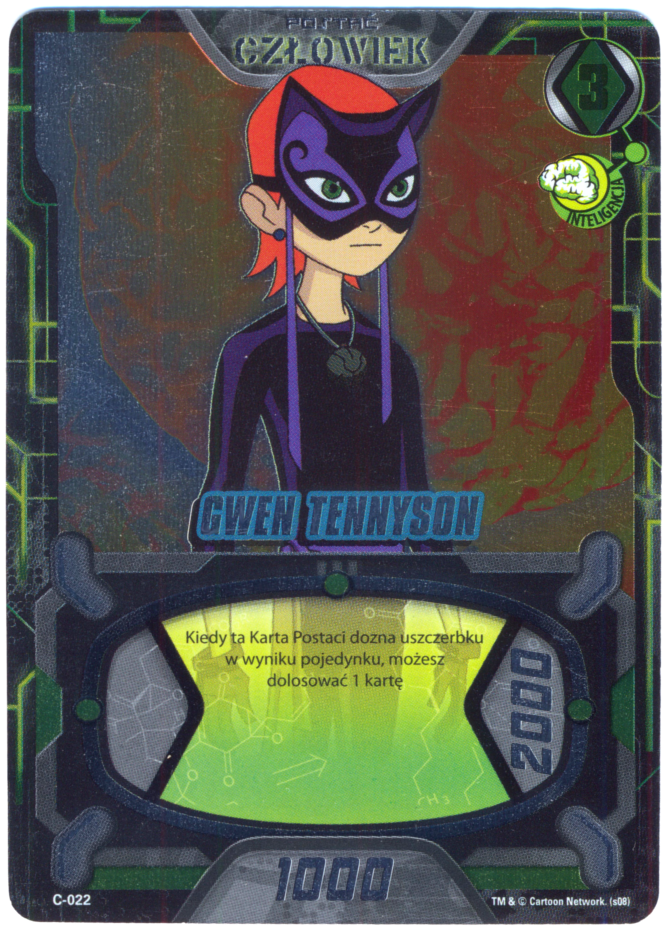 POSTAĆ
CZŁOWIEK
3
INTELIGENCJA
GWEN TENNYSON
Kiedy ta Karta Postaci dozna uszczerbku
w wyniku pojedynku, możesz
dolosować 1 kartę
2000
CH3
1000
C-022
TM & © Cartoon Network. (s08)